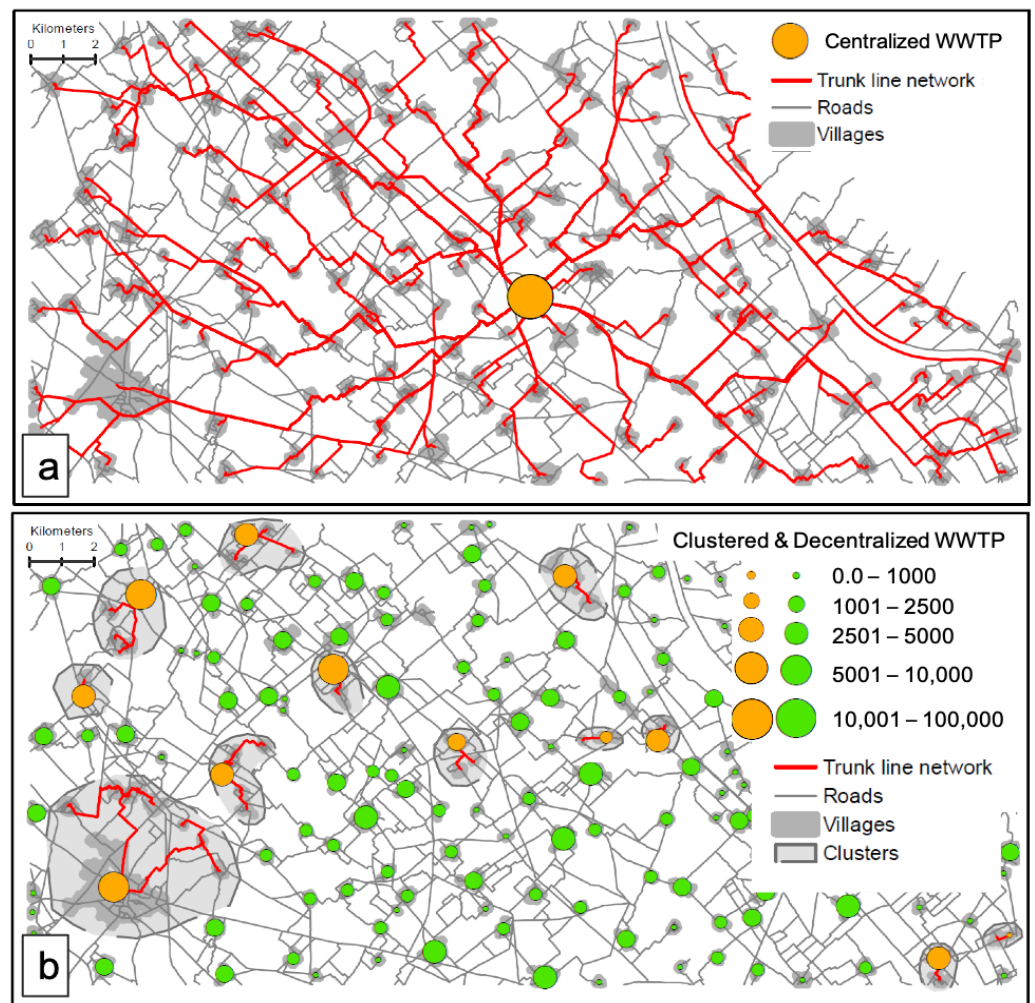 Kilometers
0 1 2
Centralized WWTP
Trunk line network
Roads
Villages
a
Kilometers
0 1 2
Clustered & Decentralized WWTP
0.0 – 1000
1001 – 2500
2501 – 5000
5001 – 10,000
10,001 – 100,000
Trunk line network
Roads
Villages
Clusters
b